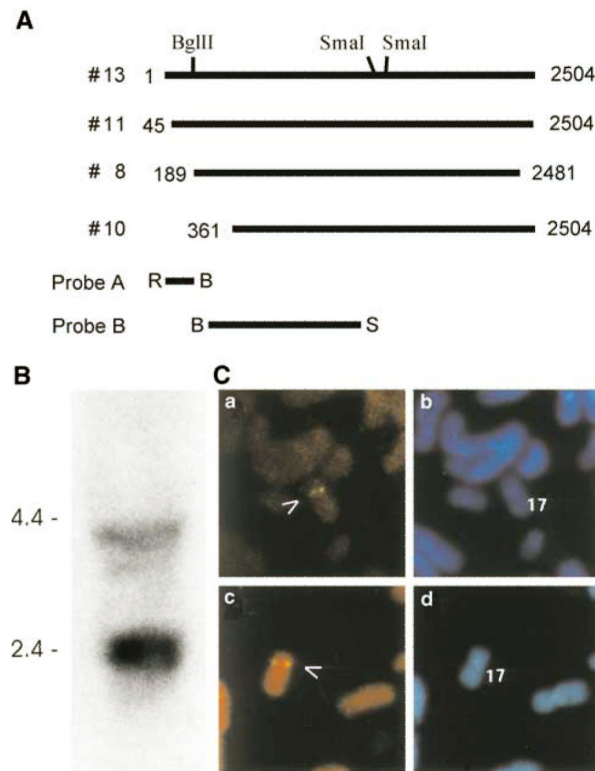 A
BglII SmaI SmaI
#13 1 2504
#11 45 2504
# 8 189 2481
#10 361 2504
Probe A R B
Probe B B S
B C
a b
4.4 -
17
2.4 -
c d
17